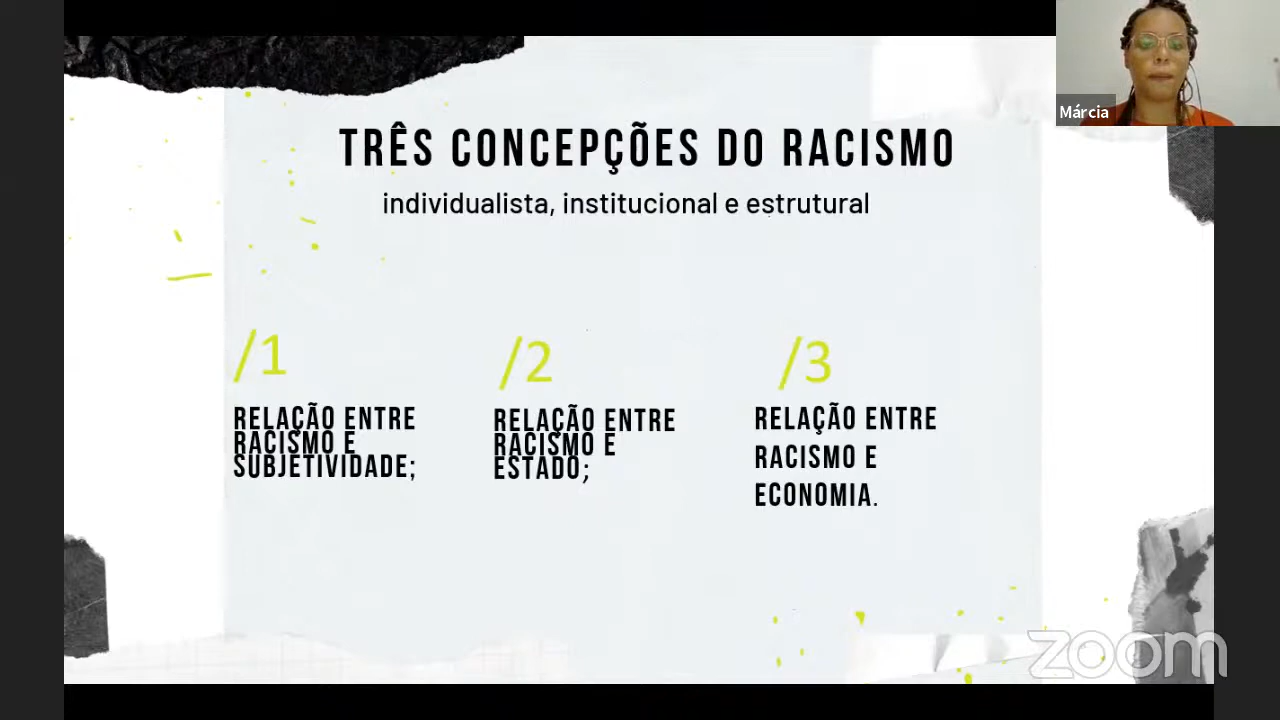 Márcia
TRÊS CONCEPÇÕES DO RACISMO
individualista, institucional e estrutural
/1
RELAÇÃO ENTRE
RACISMO E
SUBJETIVIDADE;
/2
RELAÇÃO ENTRE
RACISMO E
ESTADO;
/3
RELAÇÃO ENTRE
RACISMO E
ECONOMIA.
zoom